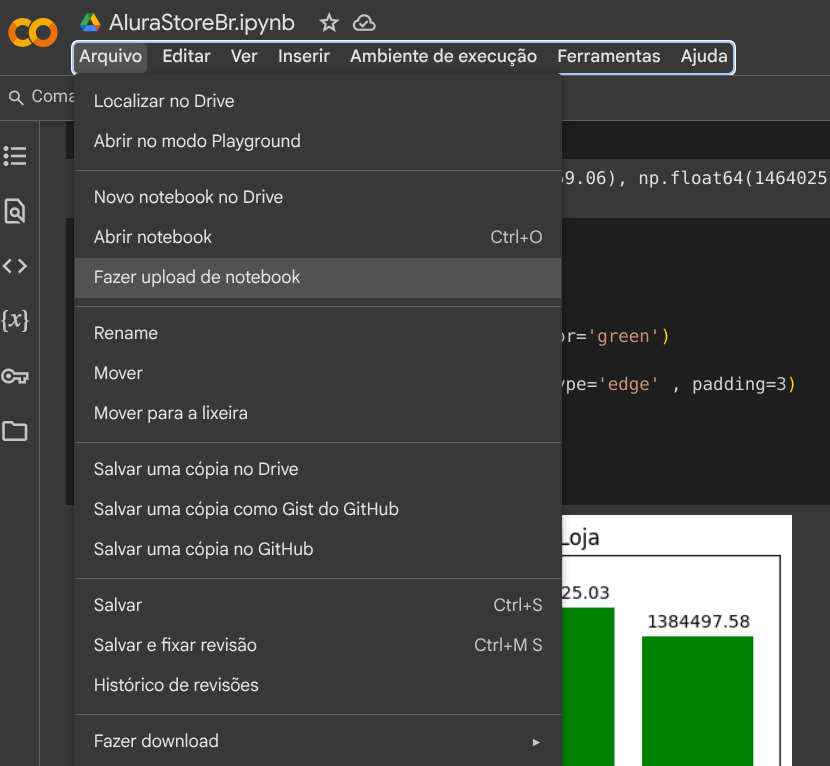 AluraStoreBr.ipynb
Arquivo Editar Ver Inserir Ambiente de execução Ferramentas Ajuda
Localizar no Drive
Abrir no modo Playground
Novo notebook no Drive
Abrir notebook Ctrl+O
Fazer upload de notebook
Rename
Mover
Mover para a lixeira
Salvar uma cópia no Drive
Salvar uma cópia como Gist do GitHub
Salvar uma cópia no GitHub
Salvar Ctrl+S
Salvar e fixar revisão Ctrl+M S
Histórico de revisões
Fazer download
Coma
{x}
9.06), np.float64(1464025
or='green')
ype='edge' , padding=3)
Loja
25.03
1384497.58